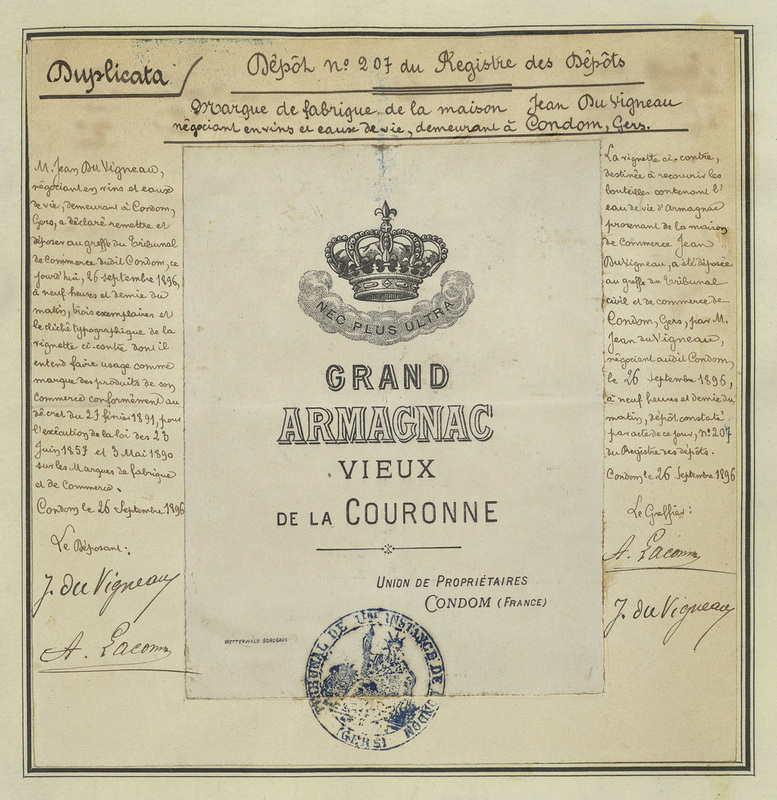 Duplicata
Dépôt nº 207 du Registre des Dépôts
Marque de fabrique de la maison Jean Du Vigneau
négociant en vins et eaux de vie, demeurant à Condom, Gers.
M. Jean Du Vigneau,
négociant en vins et eaux
de vie, demeurant à Condom,
Gers, a déclaré remettre et
déposer au greffe du Tribunal
de Commerce dudit Condom, ce
jourd'hui, 26 septembre 1896,
à neuf heures et demie du
matin, trois exemplaires et
le cliché typographique de la
vignette ci-contre dont il
entend faire usage comme
marque des produits de son
Commerce conformément au
décret du 27 février 1891, pour
l'exécution de la loi des 23
Juin 1857 et 3 Mai 1890
sur les Marques de fabrique
et de Commerce.
Condom le 26 Septembre 1896
Le Déposant:
J. du Vigneau
A. Lacomme
NEC PLUS ULTRA
GRAND
ARMAGNAC
VIEUX
DE LA COURONNE
UNION DE PROPRIÉTAIRES
CONDOM (FRANCE)
WETTERWALD BORDEAUX
TRIBUNAL DE 1ère INSTANCE DE CONDOM
(GERS)
La vignette ci-contre,
destinée à recouvrir les
bouteilles contenant l'
eau de vie d'Armagnac
provenant de la maison
de Commerce Jean
Du Vigneau, a été déposée
au greffe du Tribunal
civil et de commerce de
Condom, Gers, par M.
Jean du Vigneau,
négociant audit Condom,
le 26 Septembre 1896,
à neuf heures et demie du
matin, dépôt constaté
par acte de ce jour, Nº 207
du Registre des dépôts.
Condom le 26 Septembre 1896
Le Greffier:
A. Lacomme
J. du Vigneau